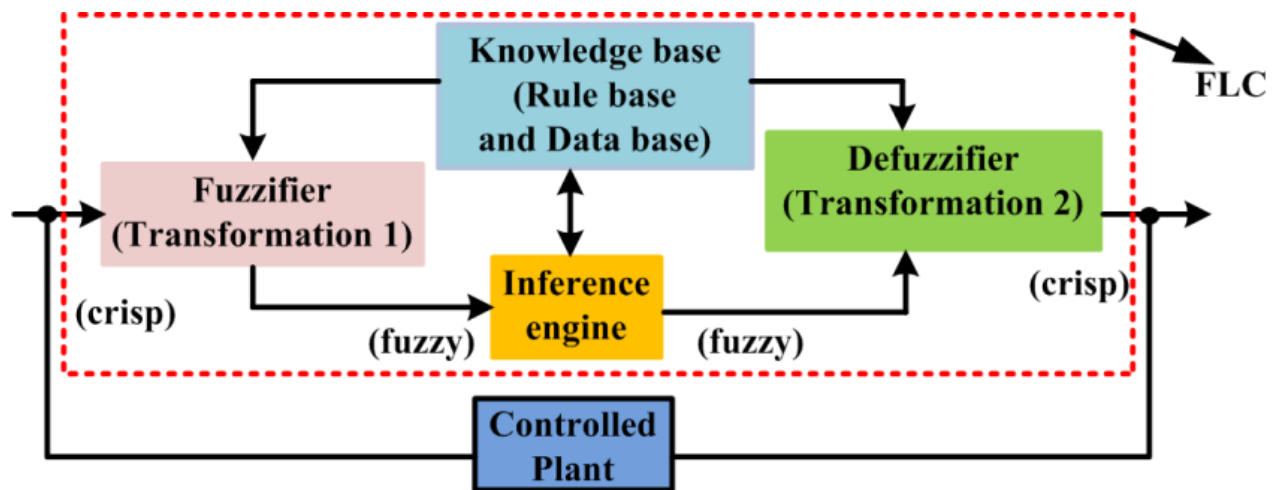 Knowledge base
(Rule base
and Data base)
FLC
Fuzzifier
(Transformation 1)
Defuzzifier
(Transformation 2)
Inference
engine
(crisp)
(fuzzy)
(fuzzy)
(crisp)
Controlled
Plant